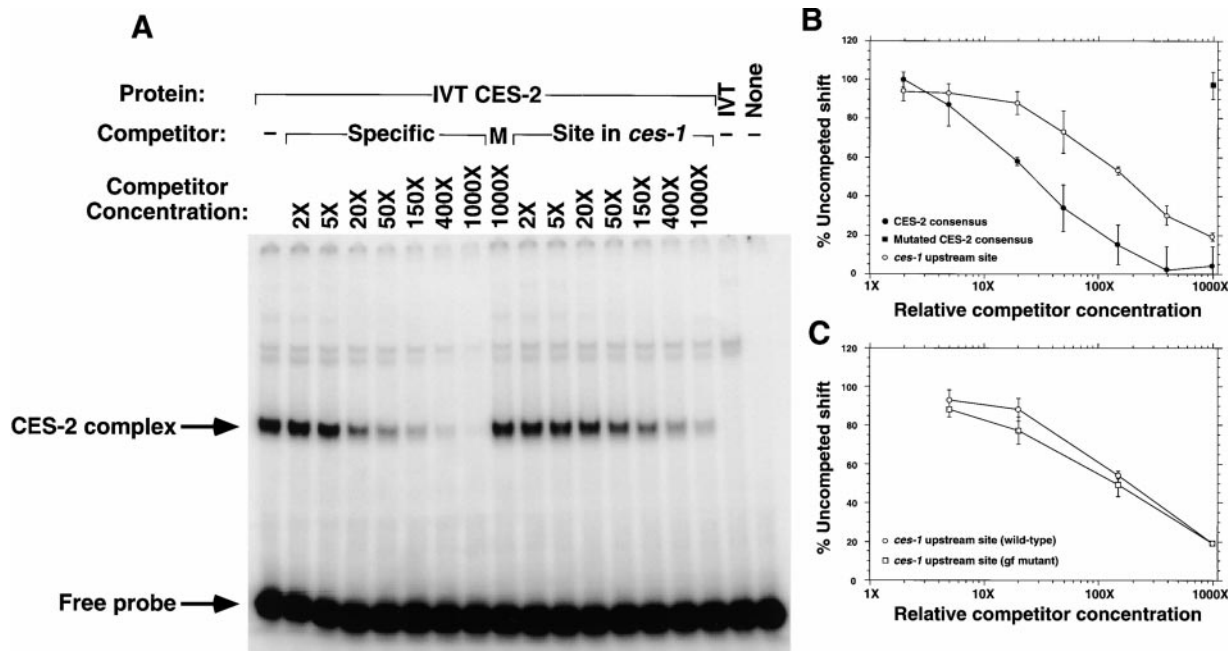 A
Protein:
IVT CES-2
IVT
None
Competitor:
–
Specific
M
Site in ces-1
–
–
Competitor
Concentration:
2X
5X
20X
50X
150X
400X
1000X
1000X
2X
5X
20X
50X
150X
400X
1000X
CES-2 complex
Free probe
B
% Uncompeted shift
120
100
80
60
40
20
0
CES-2 consensus
Mutated CES-2 consensus
ces-1 upstream site
1X
10X
100X
1000X
Relative competitor concentration
C
% Uncompeted shift
120
100
80
60
40
20
0
ces-1 upstream site (wild-type)
ces-1 upstream site (gf mutant)
1X
10X
100X
1000X
Relative competitor concentration